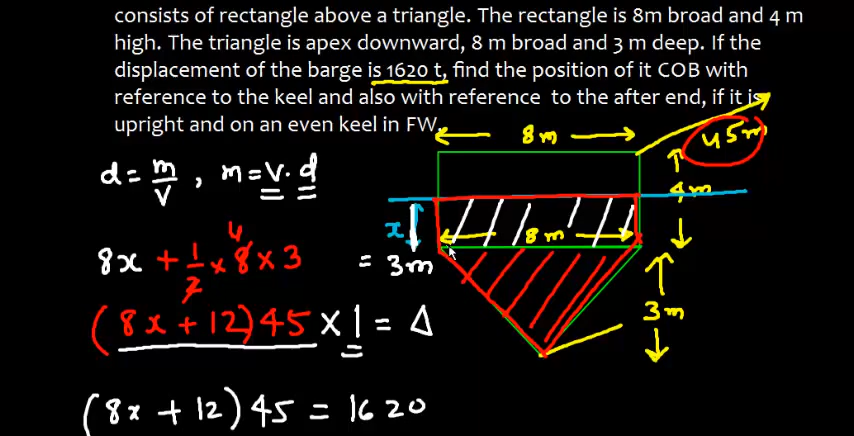 consists of rectangle above a triangle. The rectangle is 8m broad and 4 m
high. The triangle is apex downward, 8 m broad and 3 m deep. If the
displacement of the barge is 1620 t, find the position of it COB with
reference to the keel and also with reference to the after end, if it is
upright and on an even keel in FW.
8 m
45m
d = m/V , m = V. d
4m
x
8 m
8x + 1/2 x 8 4 x 3
= 3m
3m
(8x + 12) 45 x 1 = Δ
(8x + 12) 45 = 1620